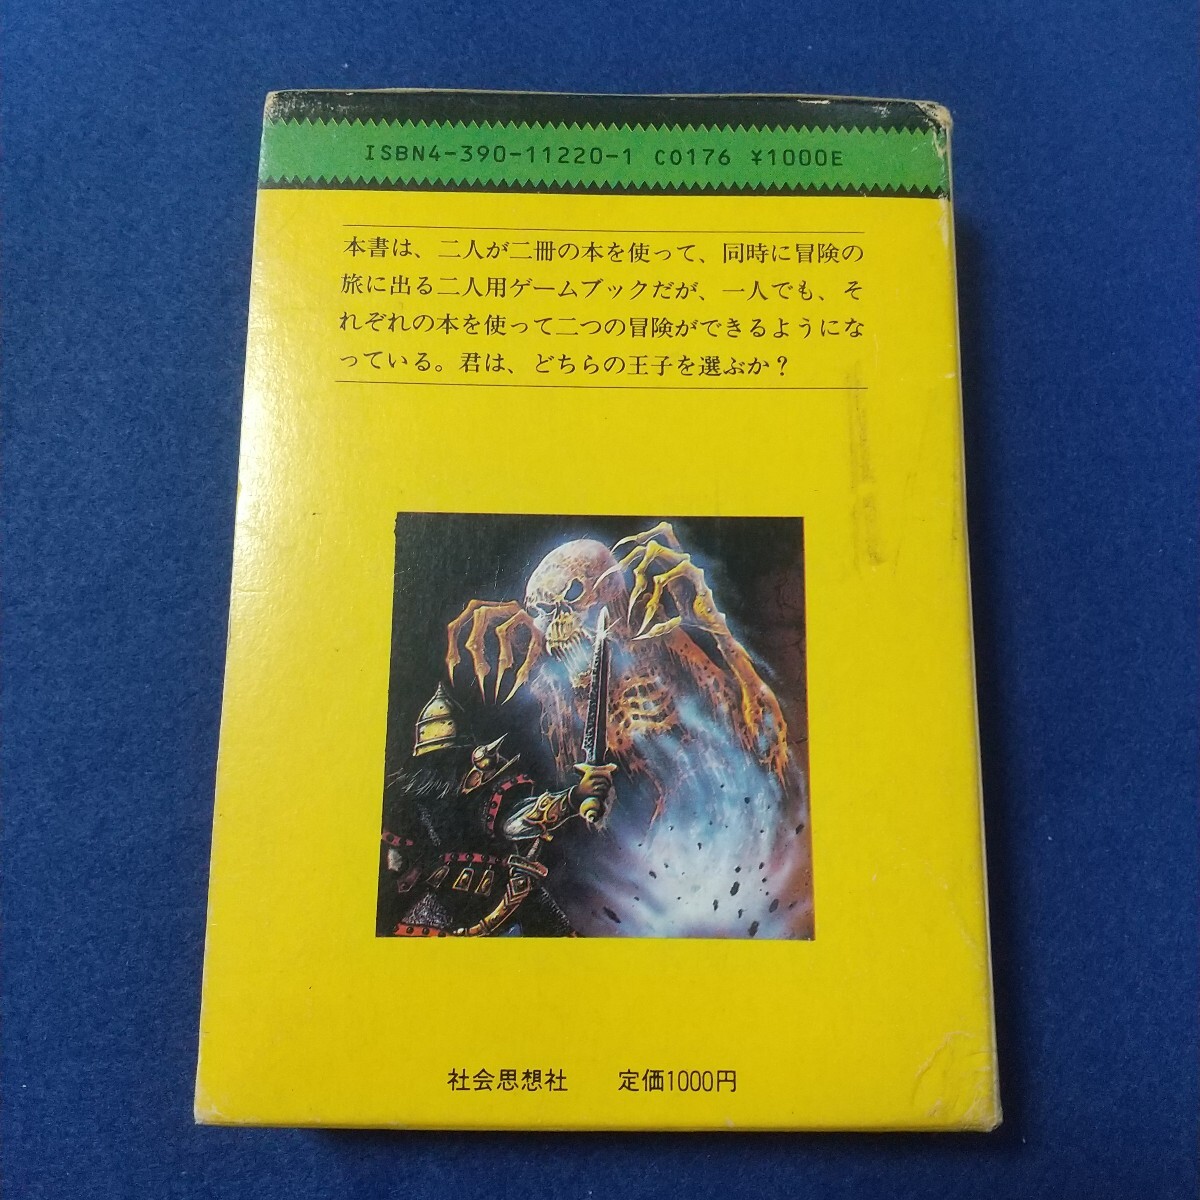 ISBN4-390-11220-1 C0176 ¥1000E
本書は、二人が二冊の本を使って、同時に冒険の
旅に出る二人用ゲームブックだが、一人でも、そ
れぞれの本を使って二つの冒険ができるようにな
っている。君は、どちらの王子を選ぶか?
社会思想社 定価1000円